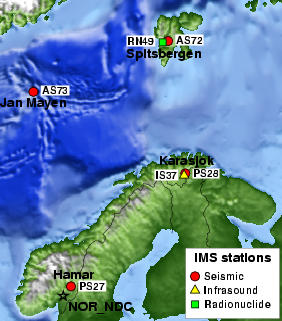 RN49 AS72
Spitsbergen
AS73
Jan Mayen
Karasjok
IS37 PS28
Hamar
PS27
NOR_NDC
IMS stations
Seismic
Infrasound
Radionuclide